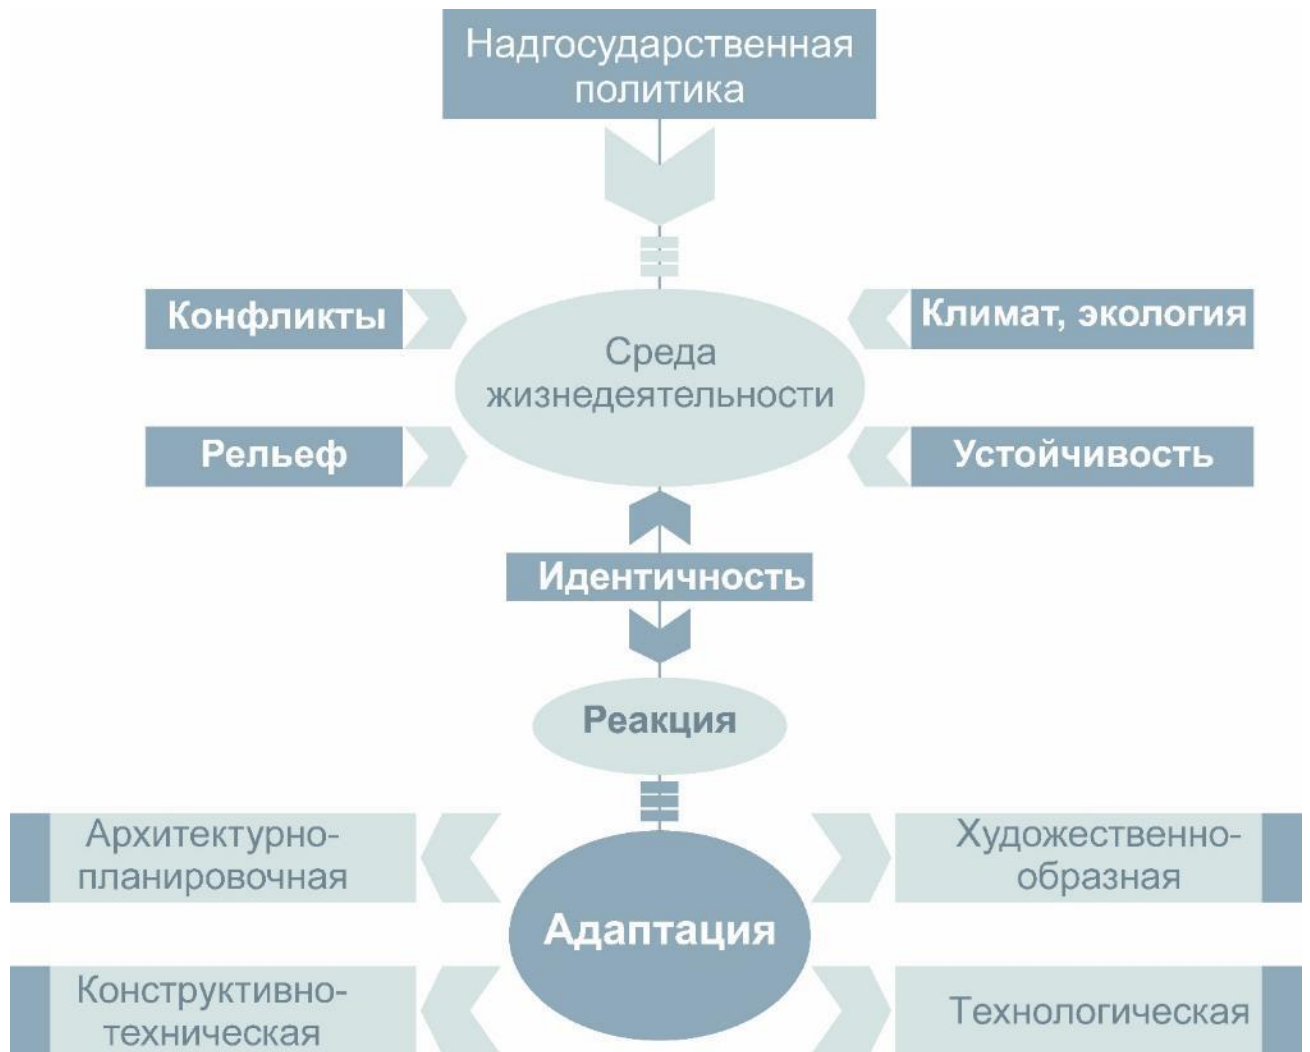 Надгосударственная
политика
Конфликты
Климат, экология
Среда
жизнедеятельности
Рельеф
Устойчивость
Идентичность
Реакция
Архитектурно-
планировочная
Художественно-
образная
Адаптация
Конструктивно-
техническая
Технологическая